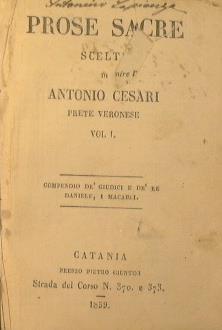 PROSE SACRE
SCELT
ANTONIO CESARI
PRETE VERONESE
VOL. I.
COMPENDIO DE' GIUDICI E DE' RE
DANIELE, I MACABEI.
CATANIA
PRESSO PIETRO GIUNTINI
Strada del Corso N. 370. e 373.
1839.